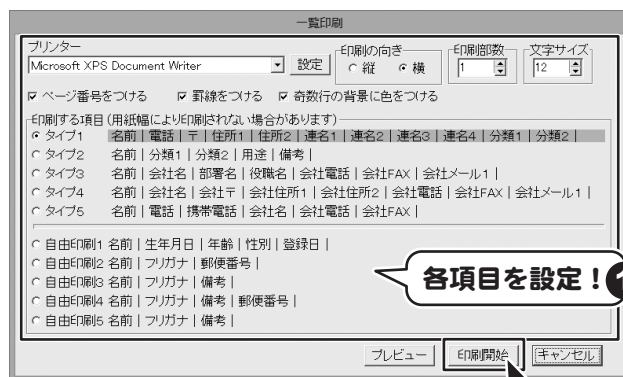 一覧印刷
プリンター
Microsoft XPS Document Writer
設定
印刷の向き
縦 横
印刷部数
1
文字サイズ
12
ページ番号をつける 罫線をつける 奇数行の背景に色をつける
印刷する項目(用紙幅により印刷されない場合があります)
タイプ1 名前 | 電話 | 〒 | 住所1 | 住所2 | 連名1 | 連名2 | 連名3 | 連名4 | 分類1 | 分類2 |
タイプ2 名前 | 分類1 | 分類2 | 用途 | 備考 |
タイプ3 名前 | 会社名 | 部署名 | 役職名 | 会社電話 | 会社FAX | 会社メール1 |
タイプ4 名前 | 会社名 | 会社〒 | 会社住所1 | 会社住所2 | 会社電話 | 会社FAX | 会社メール1 |
タイプ5 名前 | 電話 | 携帯電話 | 会社名 | 会社電話 | 会社FAX |
自由印刷1 名前 | 生年月日 | 年齢 | 性別 | 登録日 |
自由印刷2 名前 | フリガナ | 郵便番号 |
自由印刷3 名前 | フリガナ | 備考 |
自由印刷4 名前 | フリガナ | 備考 | 郵便番号 |
自由印刷5 名前 | フリガナ | 備考 |
各項目を設定!
プレビュー 印刷開始 キャンセル